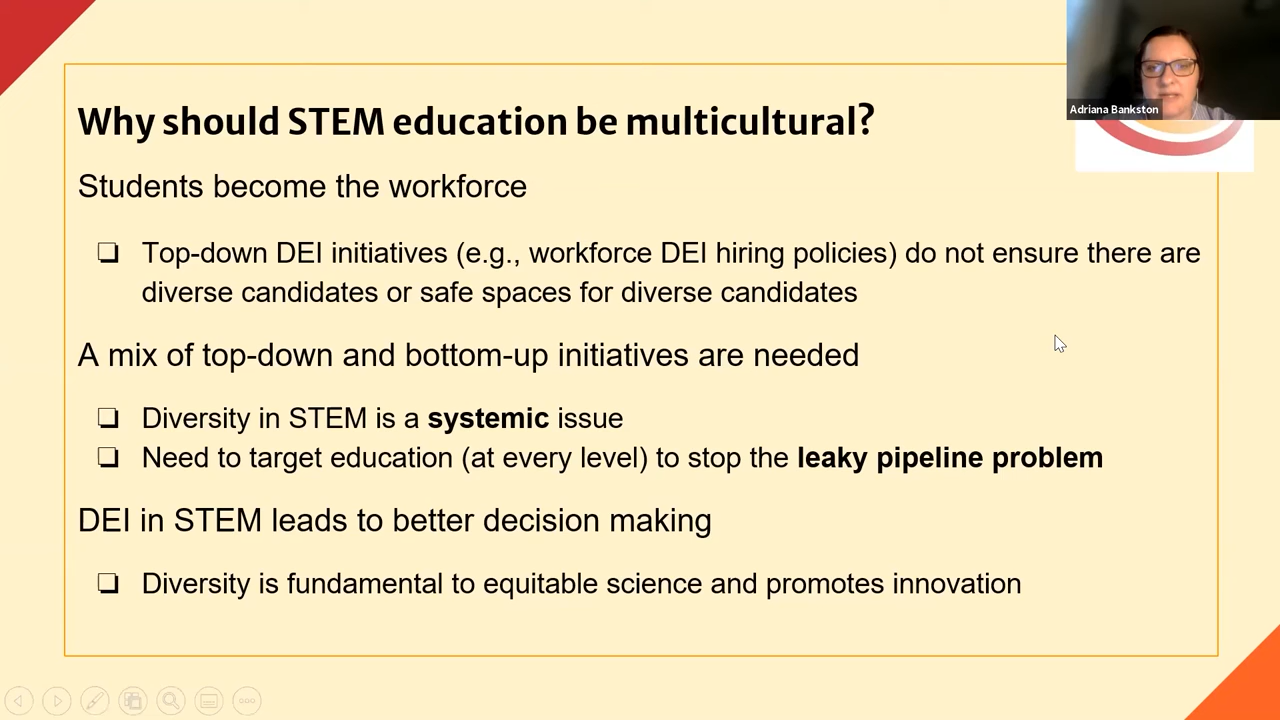 Why should STEM education be multicultural?
Adriana Bankston
Students become the workforce
❏ Top-down DEI initiatives (e.g., workforce DEI hiring policies) do not ensure there are
diverse candidates or safe spaces for diverse candidates
A mix of top-down and bottom-up initiatives are needed
❏ Diversity in STEM is a systemic issue
❏ Need to target education (at every level) to stop the leaky pipeline problem
DEI in STEM leads to better decision making
❏ Diversity is fundamental to equitable science and promotes innovation